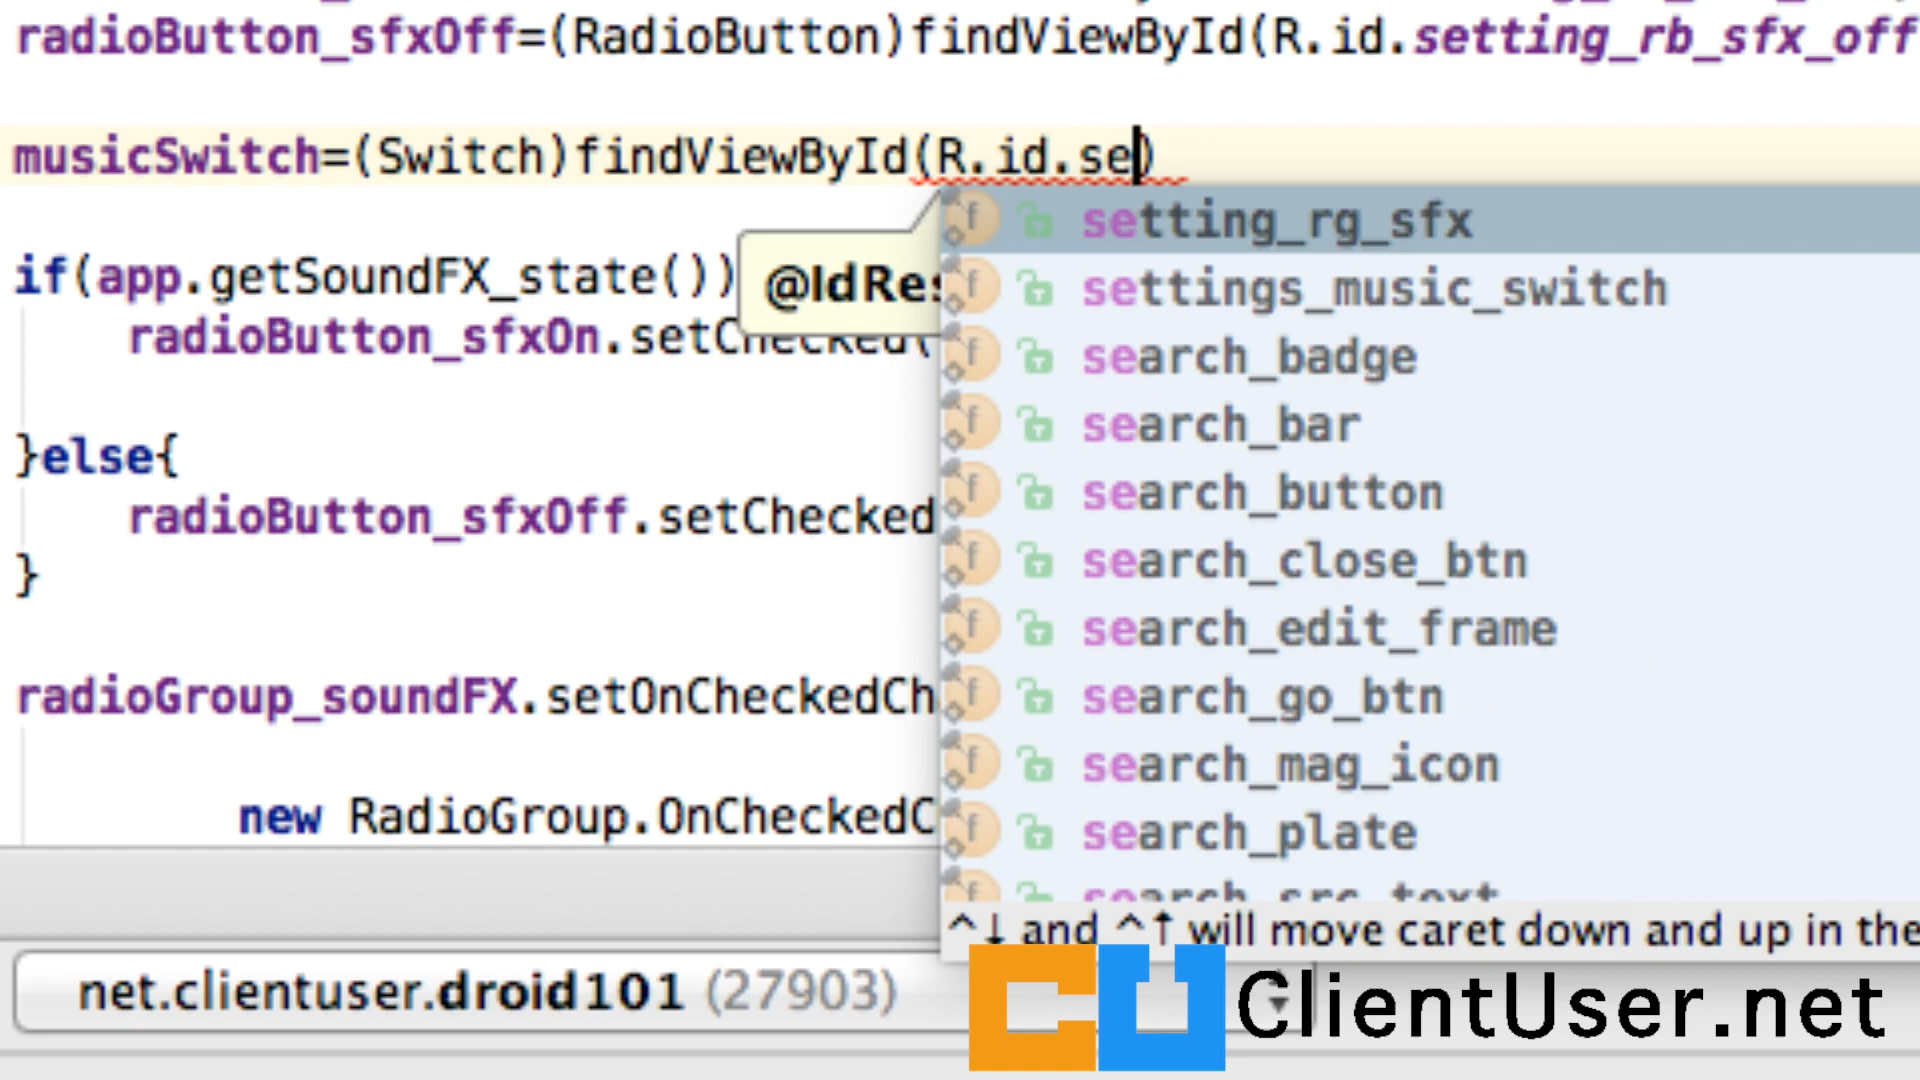 radioButton_sfxOff=(RadioButton)findViewById(R.id.setting_rb_sfx_off
musicSwitch=(Switch)findViewById(R.id.se)
if(app.getSoundFX_state())
@IdRes
radioButton_sfxOn.setChecked(
}else{
radioButton_sfxOff.setChecked
}
radioGroup_soundFX.setOnCheckedCh
new RadioGroup.OnCheckedC
setting_rg_sfx
settings_music_switch
search_badge
search_bar
search_button
search_close_btn
search_edit_frame
search_go_btn
search_mag_icon
search_plate
search_src_text
^↓ and ^↑ will move caret down and up in the
net.clientuser.droid101 (27903)
ClientUser.net